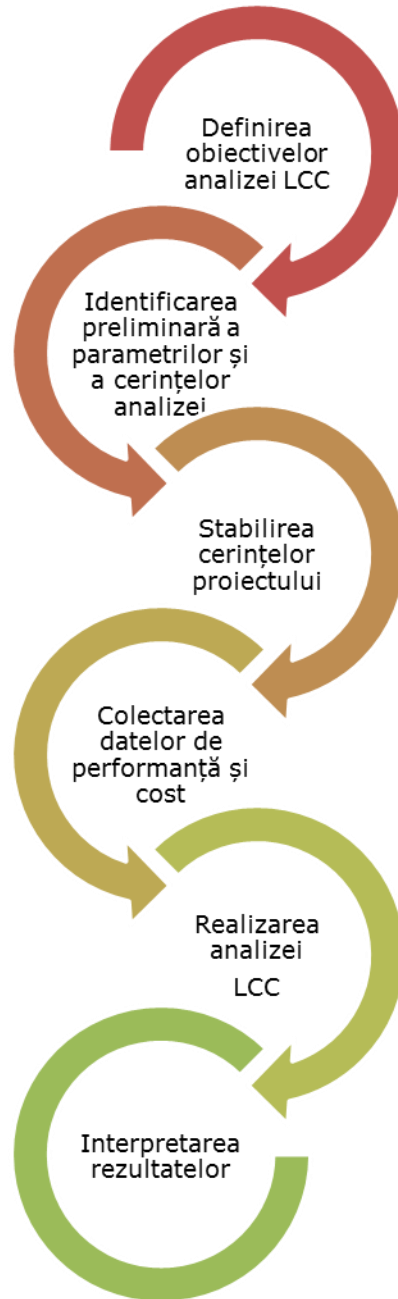 Definirea
obiectivelor
analizei LCC
Identificarea
preliminară a
parametrilor și
a cerințelor
analizei
Stabilirea
cerințelor
proiectului
Colectarea
datelor de
performanță și
cost
Realizarea
analizei
LCC
Interpretarea
rezultatelor